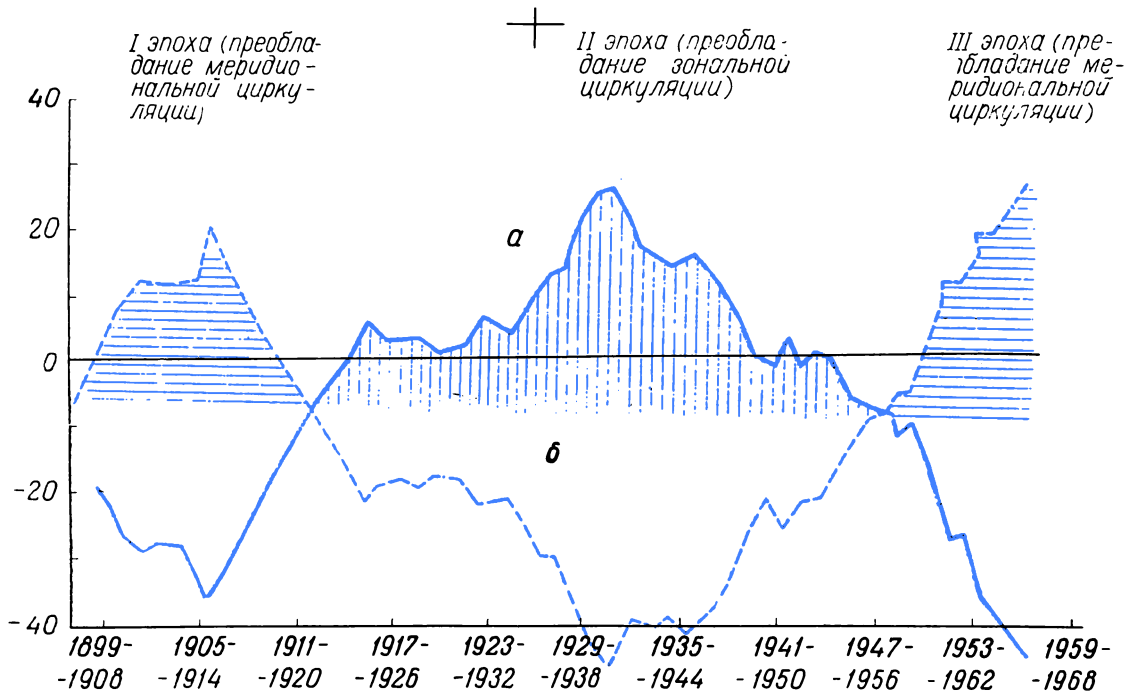 I эпоха (преобла-
дание меридио-
нальной цирку-
ляции)
II эпоха (преобла-
дание зональной
циркуляции)
III эпоха (пре-
обладание ме-
ридиональной
циркуляции)
40
20
0
-20
-40
а
б
1899-
-1908
1905-
-1914
1911-
-1920
1917-
-1926
1923-
-1932
1929-
-1938
1935-
-1944
1941-
-1950
1947-
-1956
1953-
-1962
1959-
-1968